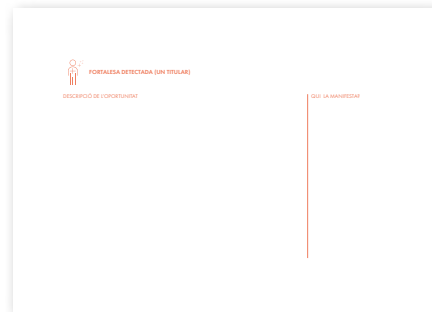 FORTALESA DETECTADA (UN TITULAR)
DESCRIPCIÓ DE L'OPORTUNITAT
QUI LA MANIFESTA?